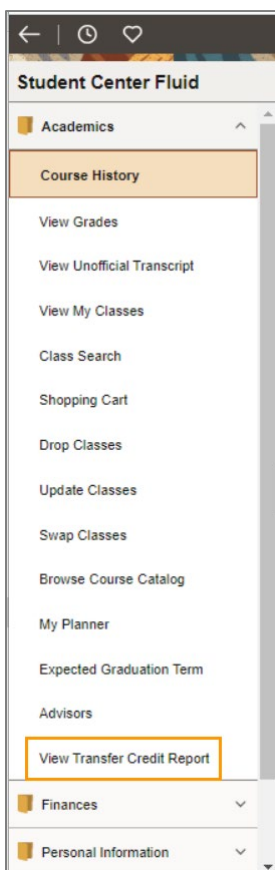 Student Center Fluid
Academics
Course History
View Grades
View Unofficial Transcript
View My Classes
Class Search
Shopping Cart
Drop Classes
Update Classes
Swap Classes
Browse Course Catalog
My Planner
Expected Graduation Term
Advisors
View Transfer Credit Report
Finances
Personal Information